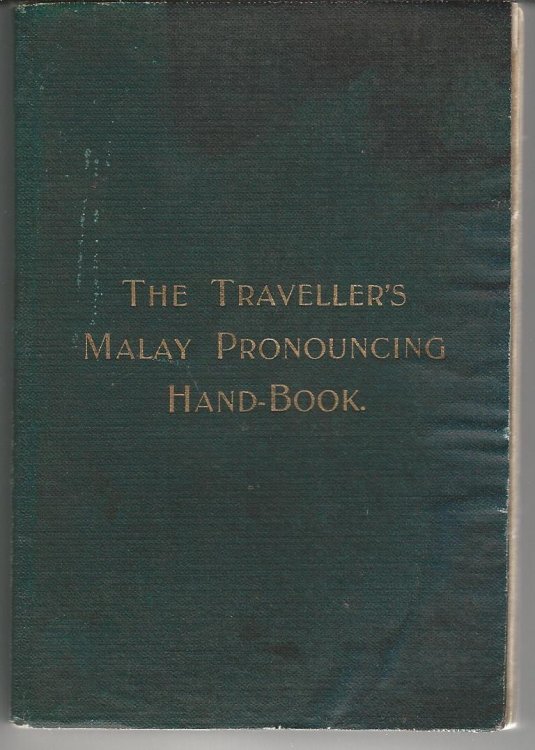 The Traveller's
Malay Pronouncing
Hand-Book.